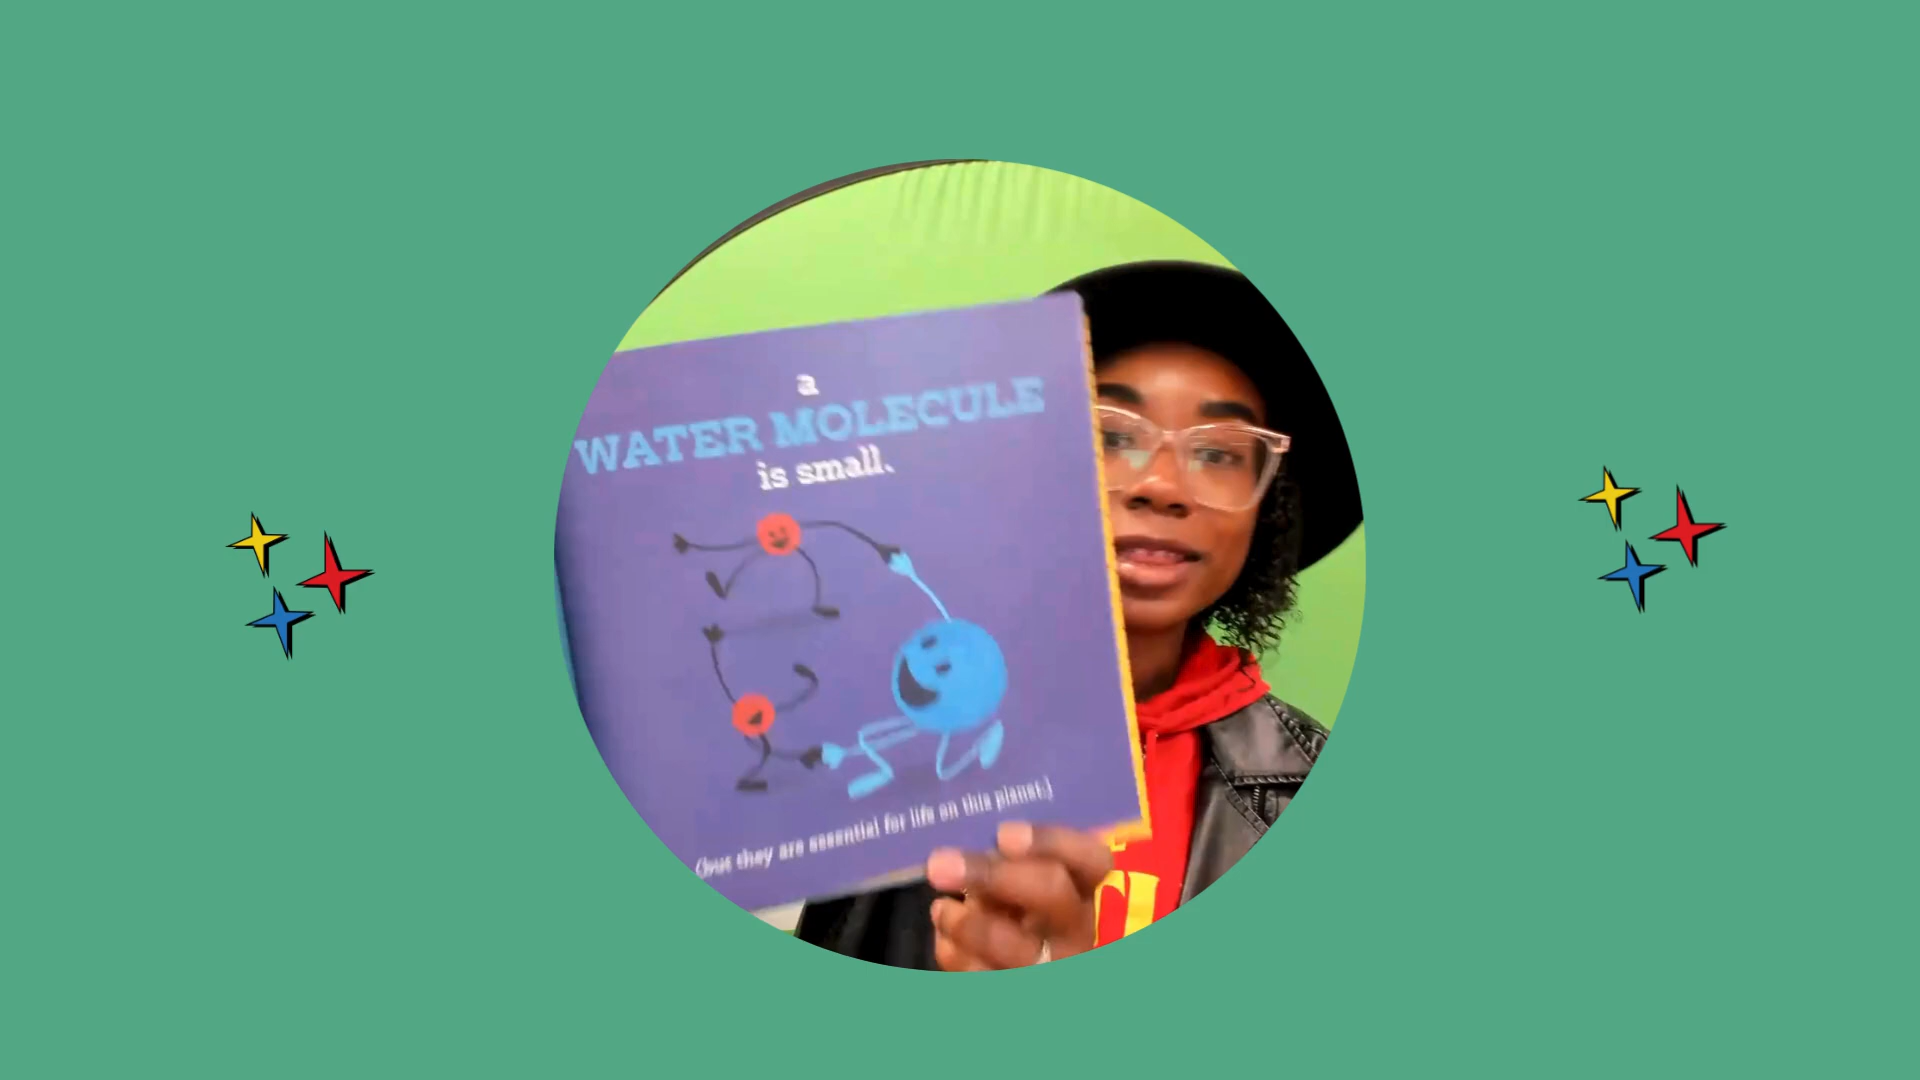 a
WATER MOLECULE
is small.
(but they are essential for life on this planet.)